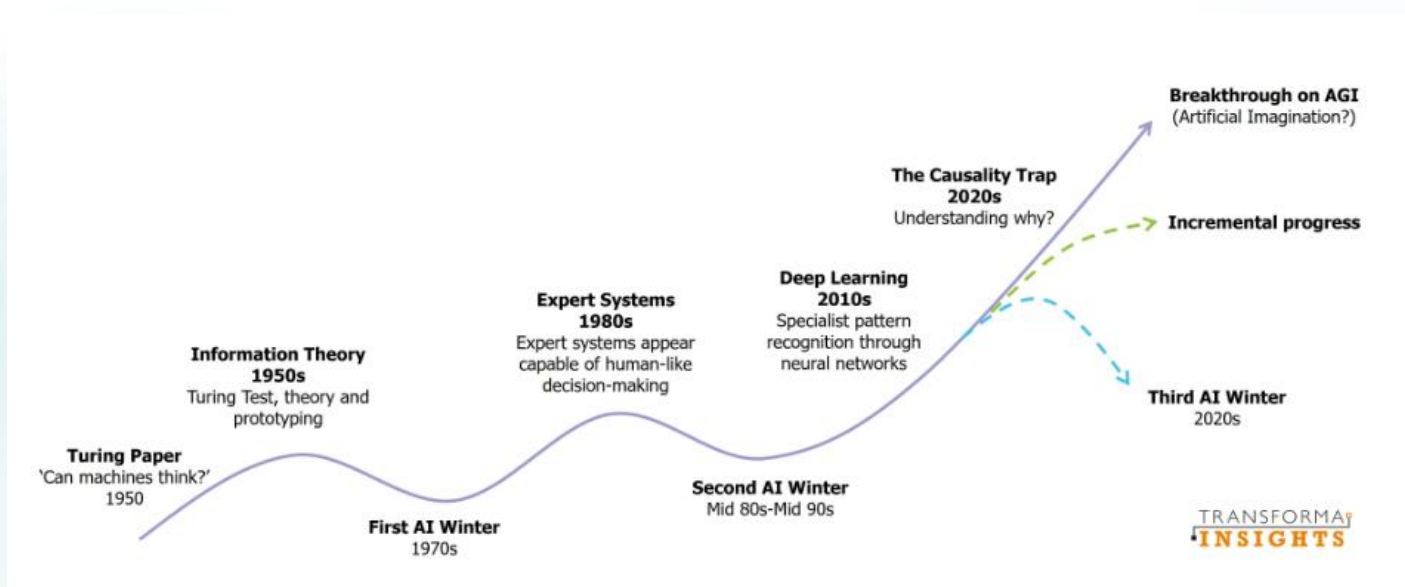 Turing Paper
‘Can machines think?’
1950
Information Theory
1950s
Turing Test, theory and
prototyping
First AI Winter
1970s
Expert Systems
1980s
Expert systems appear
capable of human-like
decision-making
Second AI Winter
Mid 80s-Mid 90s
Deep Learning
2010s
Specialist pattern
recognition through
neural networks
The Causality Trap
2020s
Understanding why?
Breakthrough on AGI
(Artificial Imagination?)
Incremental progress
Third AI Winter
2020s
TRANSFORMA
INSIGHTS